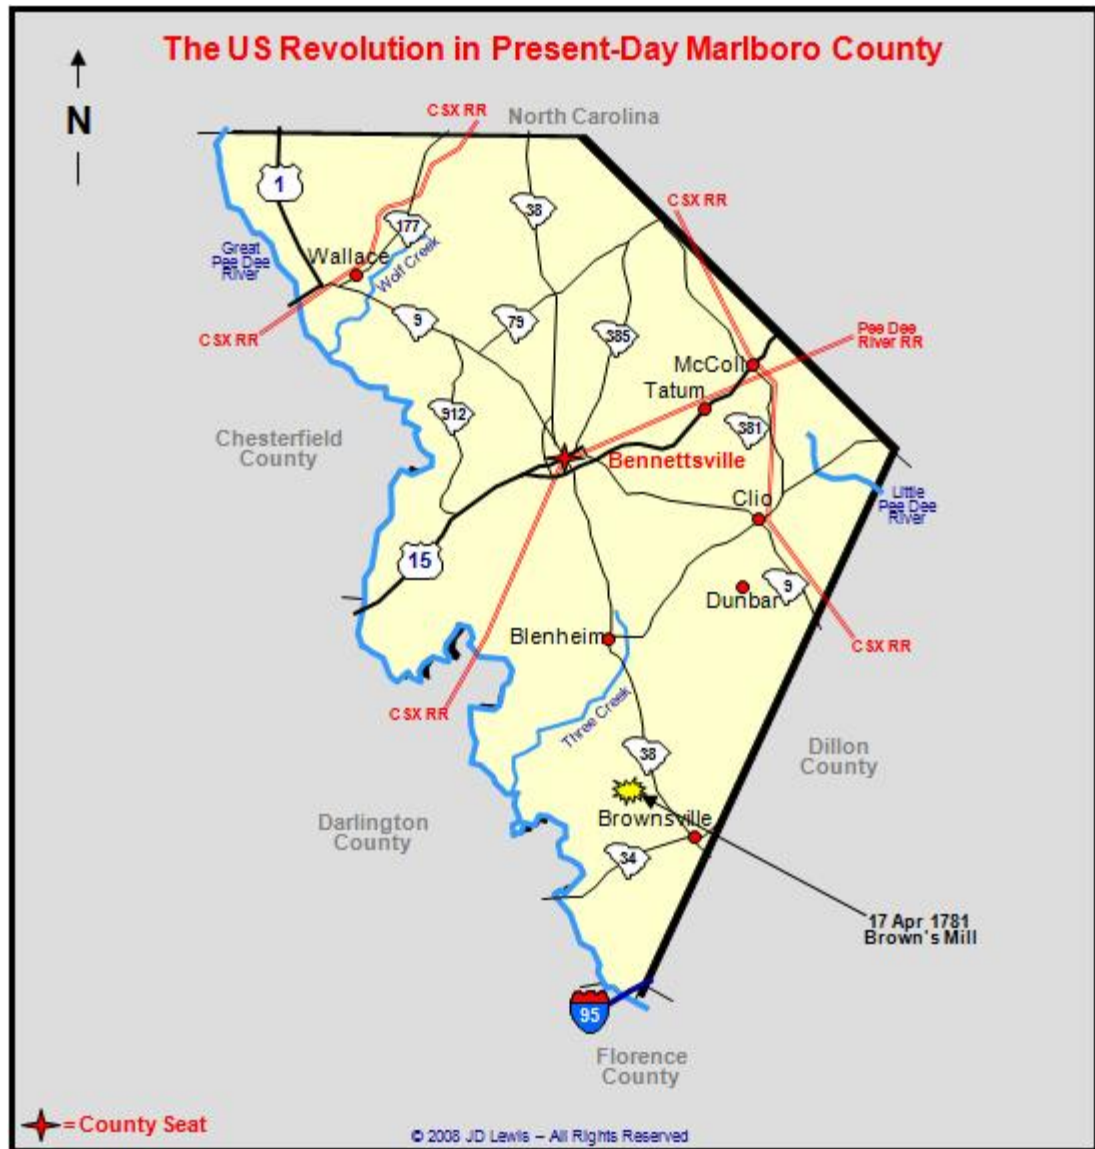 The US Revolution in Present-Day Marlboro County
N
CSX RR
North Carolina
1
38
CSX RR
177
Great
Pee Dee
River
Wallace
Wolf Creek
9
79
385
CSX RR
Pee Dee
River RR
McColl
Tatum
912
381
Chesterfield
County
Bennettsville
Clio
Little
Pee Dee
River
15
9
Dunbar
Blenheim
CSX RR
CSX RR
Three Creek
38
Dillon
County
Darlington
County
Brownsville
34
17 Apr 1781
Brown's Mill
95
Florence
County
= County Seat
© 2008 JD Lewis – All Rights Reserved